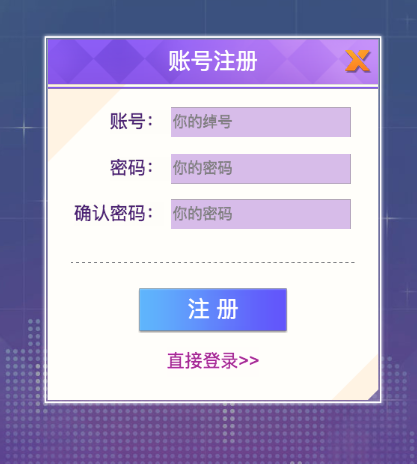 账号注册
账号： 你的绰号
密码： 你的密码
确认密码： 你的密码
注 册
直接登录>>